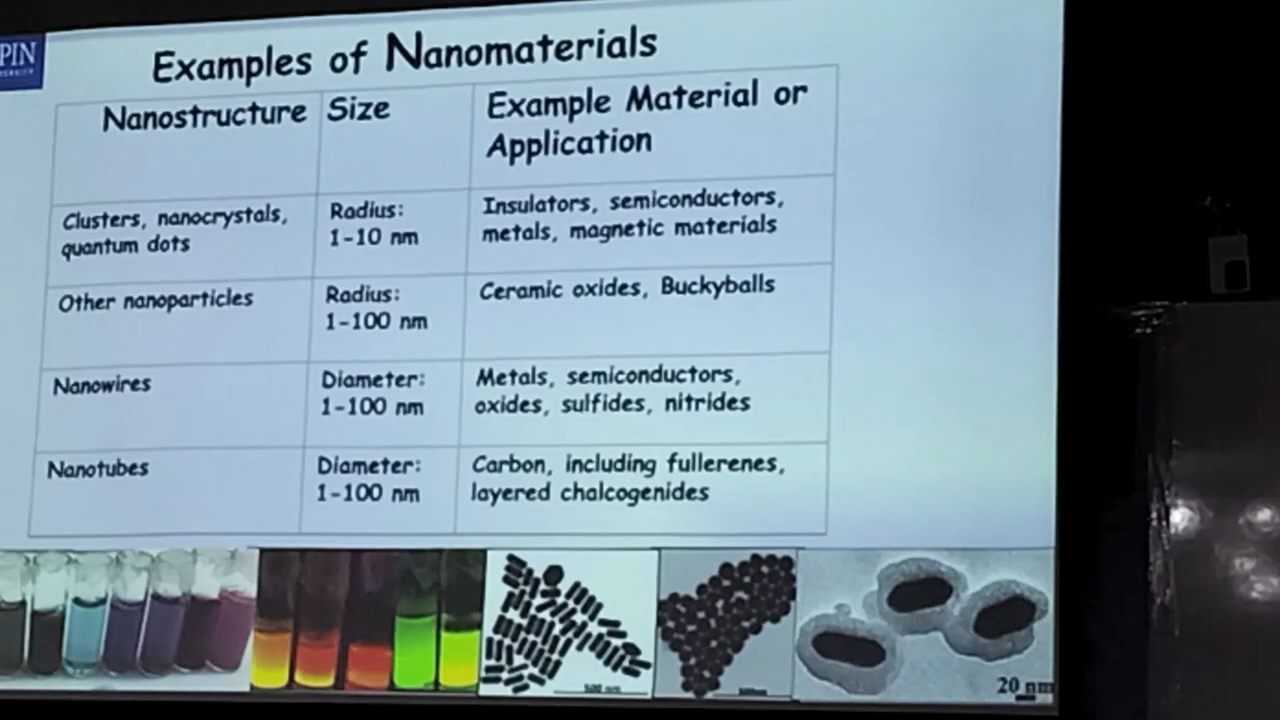 PIN
Examples of Nanomaterials
Nanostructure Size Example Material or
Application
Clusters, nanocrystals,
quantum dots
Radius:
1-10 nm
Insulators, semiconductors,
metals, magnetic materials
Other nanoparticles
Radius:
1-100 nm
Ceramic oxides, Buckyballs
Nanowires
Diameter:
1-100 nm
Metals, semiconductors,
oxides, sulfides, nitrides
Nanotubes
Diameter:
1-100 nm
Carbon, including fullerenes,
layered chalcogenides
20 nm